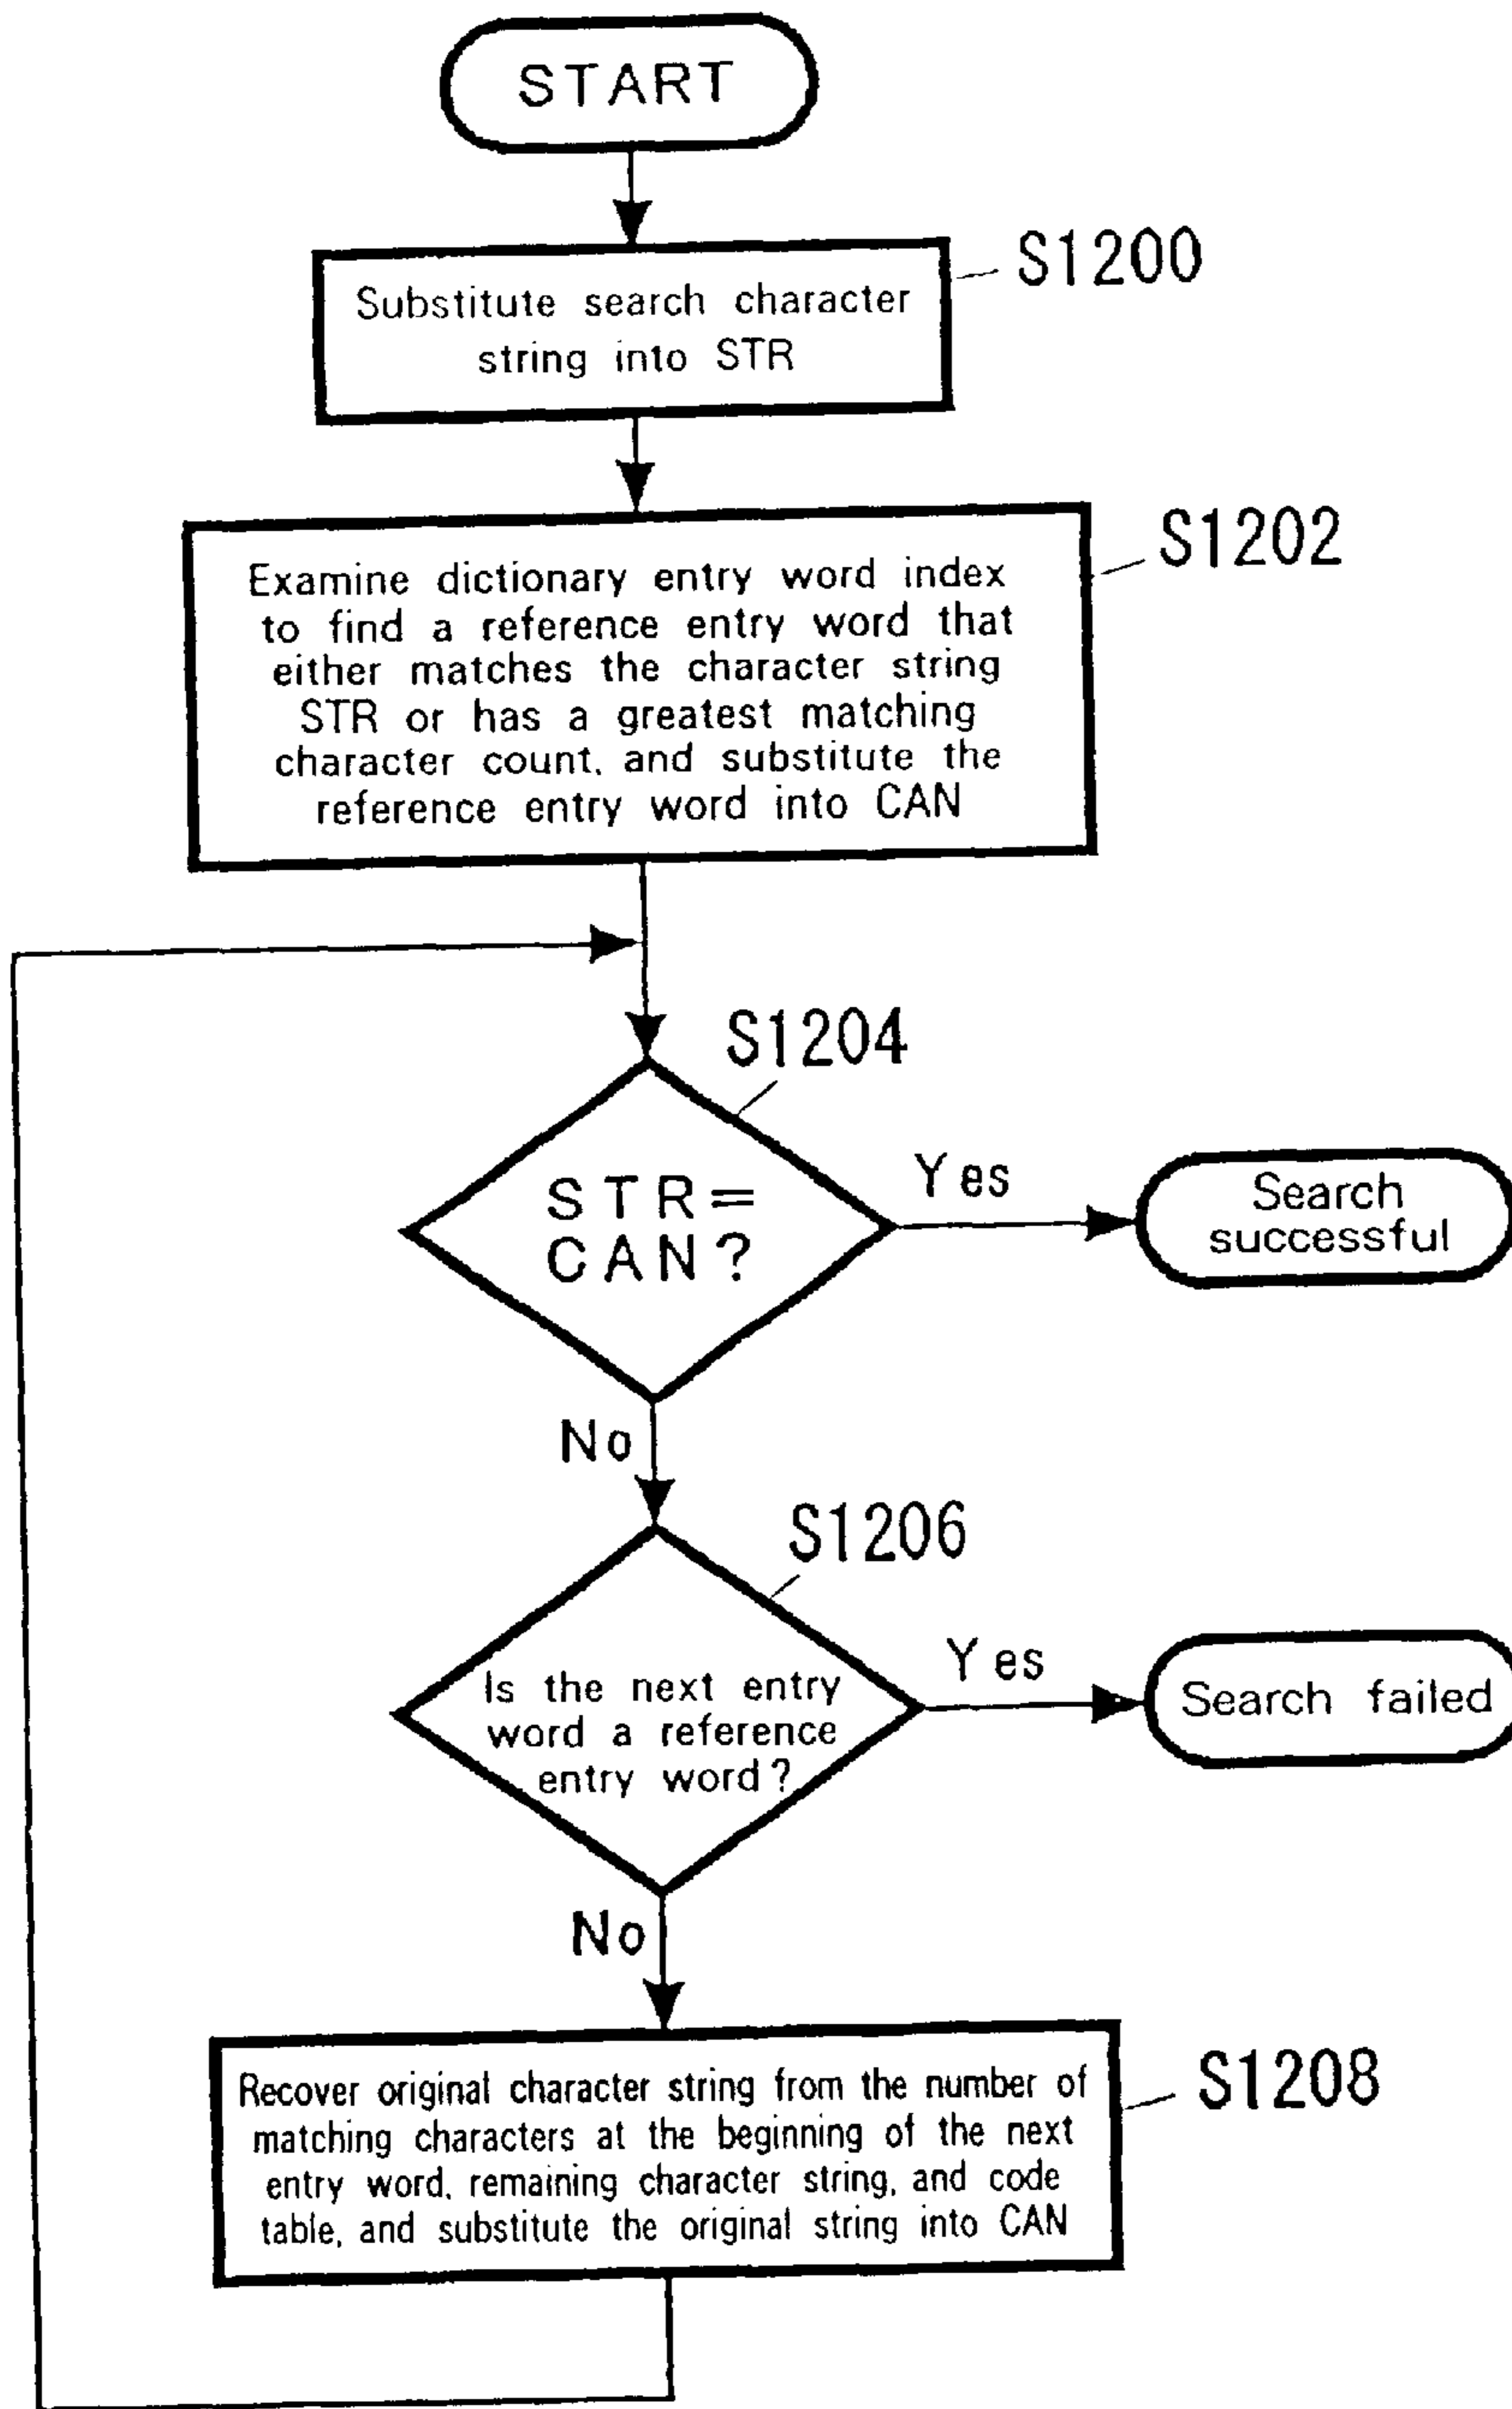 START
S1200
Substitute search character
string into STR
S1202
Examine dictionary entry word index
to find a reference entry word that
either matches the character string
STR or has a greatest matching
character count, and substitute the
reference entry word into CAN
S1204
STR=
CAN?
Yes
Search
successful
No
S1206
Is the next entry
word a reference
entry word?
Yes
Search failed
No
S1208
Recover original character string from the number of
matching characters at the beginning of the next
entry word, remaining character string, and code
table, and substitute the original string into CAN